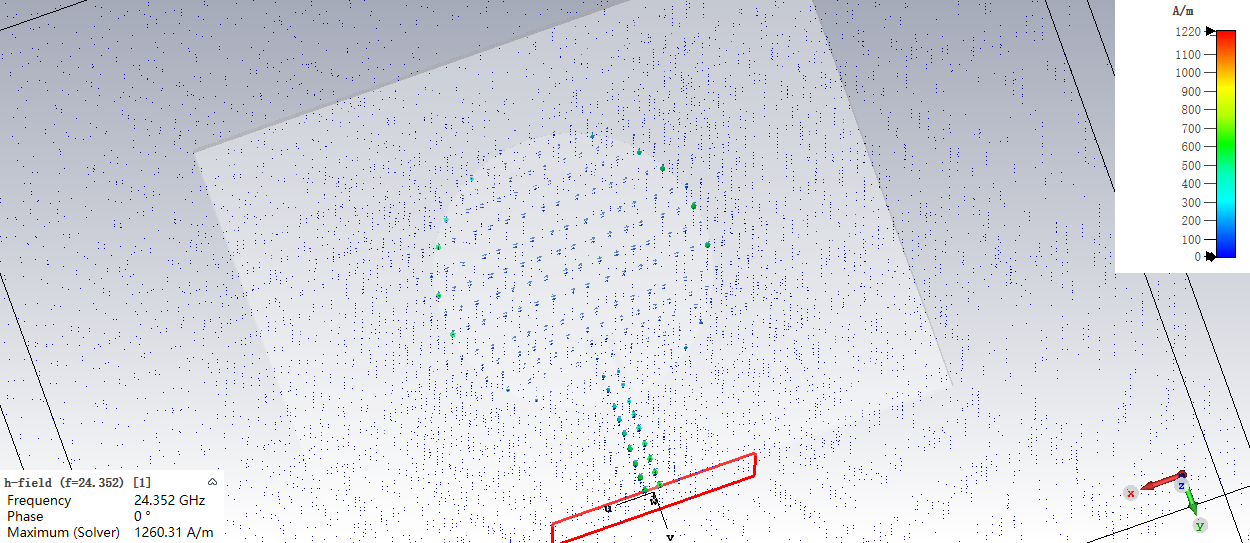 A/m
1220
1100
1000
900
800
700
600
500
400
300
200
100
0
h-field (f=24.352) [1]
Frequency 24.352 GHz
Phase 0 °
Maximum (Solver) 1260.31 A/m
u
w
v
x
z
y